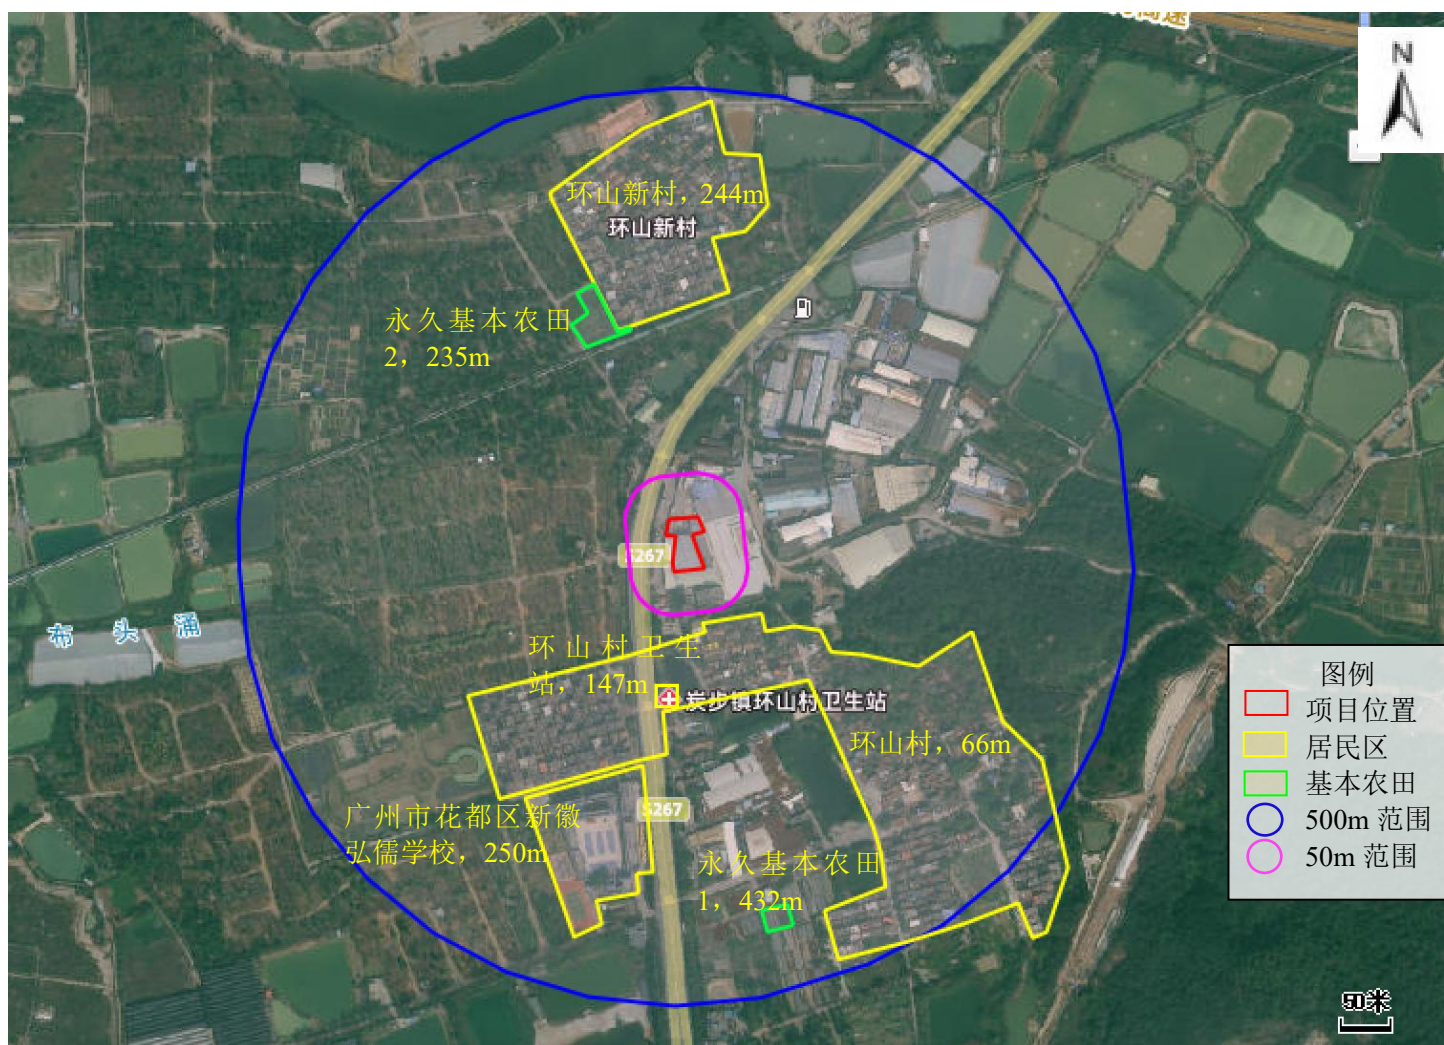 高速
N
环山新村，244m
环山新村
永久基本农田
2，235m
S267
布头涌
环山村卫生
站，147m
炭步镇环山村卫生站
环山村，66m
S267
广州市花都区新徽
弘儒学校，250m
永久基本农田
1，432m
图例
项目位置
居民区
基本农田
500m 范围
50m 范围
50米